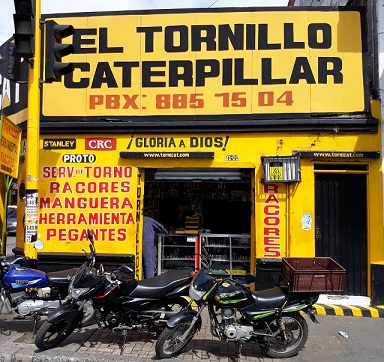 EL TORNILLO
CATERPILLAR
PBX: 885 75 04
STANLEY
CRC
¡GLORIA A DIOS!
PROTO
www.tornicat.com
www.tornicat.com
SERV DE TORNO
RACORES
MANGUERA
HERRAMIENTA
PEGANTES
RACORES